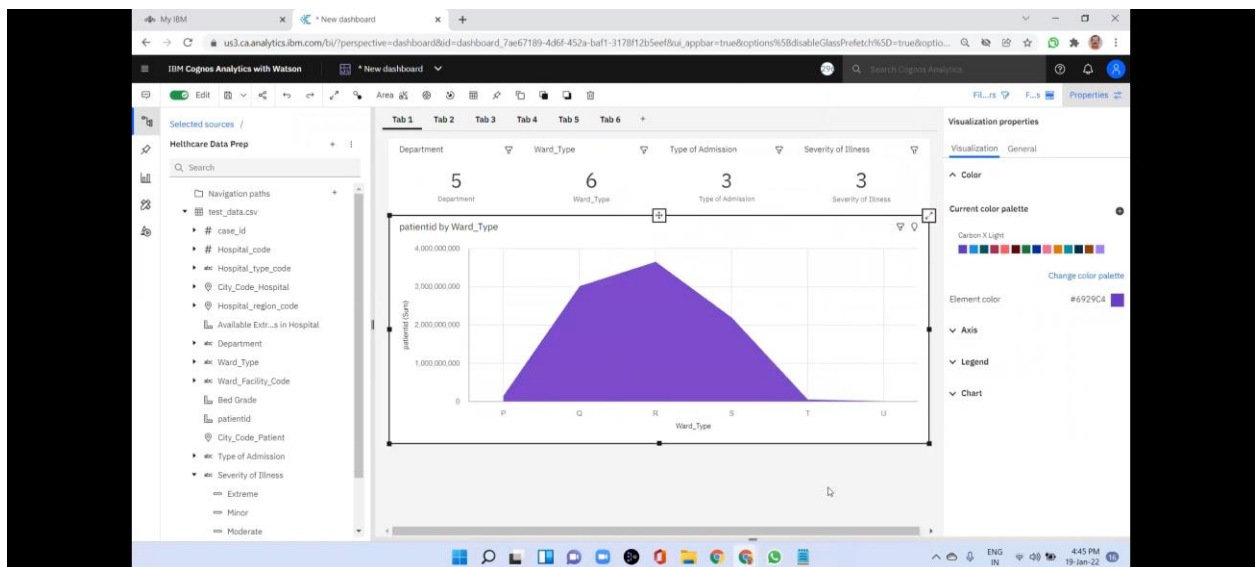 My IBM
* New dashboard
us3.ca.analytics.ibm.com/bi/?perspective=dashboard&id=dashboard_7ae67189-4d6f-452a-baf1-3178f12b5eef&ui_appbar=true&options%5BdisableGlassPrefetch%5D=true&optio...
IBM Cognos Analytics with Watson
* New dashboard
Search Cognos Analytics
Edit
Area
Fil...rs
F...s
Properties
Selected sources /
Helthcare Data Prep
Search
Navigation paths
test_data.csv
# case_id
# Hospital_code
abc Hospital_type_code
City_Code_Hospital
Hospital_region_code
Available Extr...s in Hospital
abc Department
abc Ward_Type
abc Ward_Facility_Code
Bed Grade
patientid
City_Code_Patient
abc Type of Admission
abc Severity of Illness
Extreme
Minor
Moderate
Tab 1 Tab 2 Tab 3 Tab 4 Tab 5 Tab 6 +
Department Ward_Type Type of Admission Severity of Illness
5 6 3 3
Department Ward_Type Type of Admission Severity of Illness
patientid by Ward_Type
patientid (Sum)
4,000,000,000
3,000,000,000
2,000,000,000
1,000,000,000
0
P Q R S T U
Ward_Type
Visualization properties
Visualization General
Color
Current color palette
Carbon X Light
Change color palette
Element color #6929C4
Axis
Legend
Chart
ENG
IN
4:45 PM
19-Jan-22